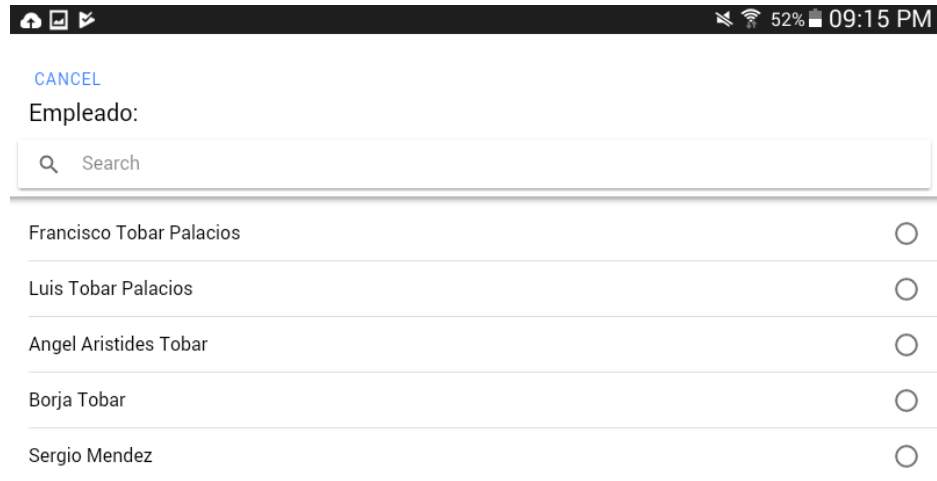 52% 09:15 PM
CANCEL
Empleado:
Search
Francisco Tobar Palacios
Luis Tobar Palacios
Angel Aristides Tobar
Borja Tobar
Sergio Mendez